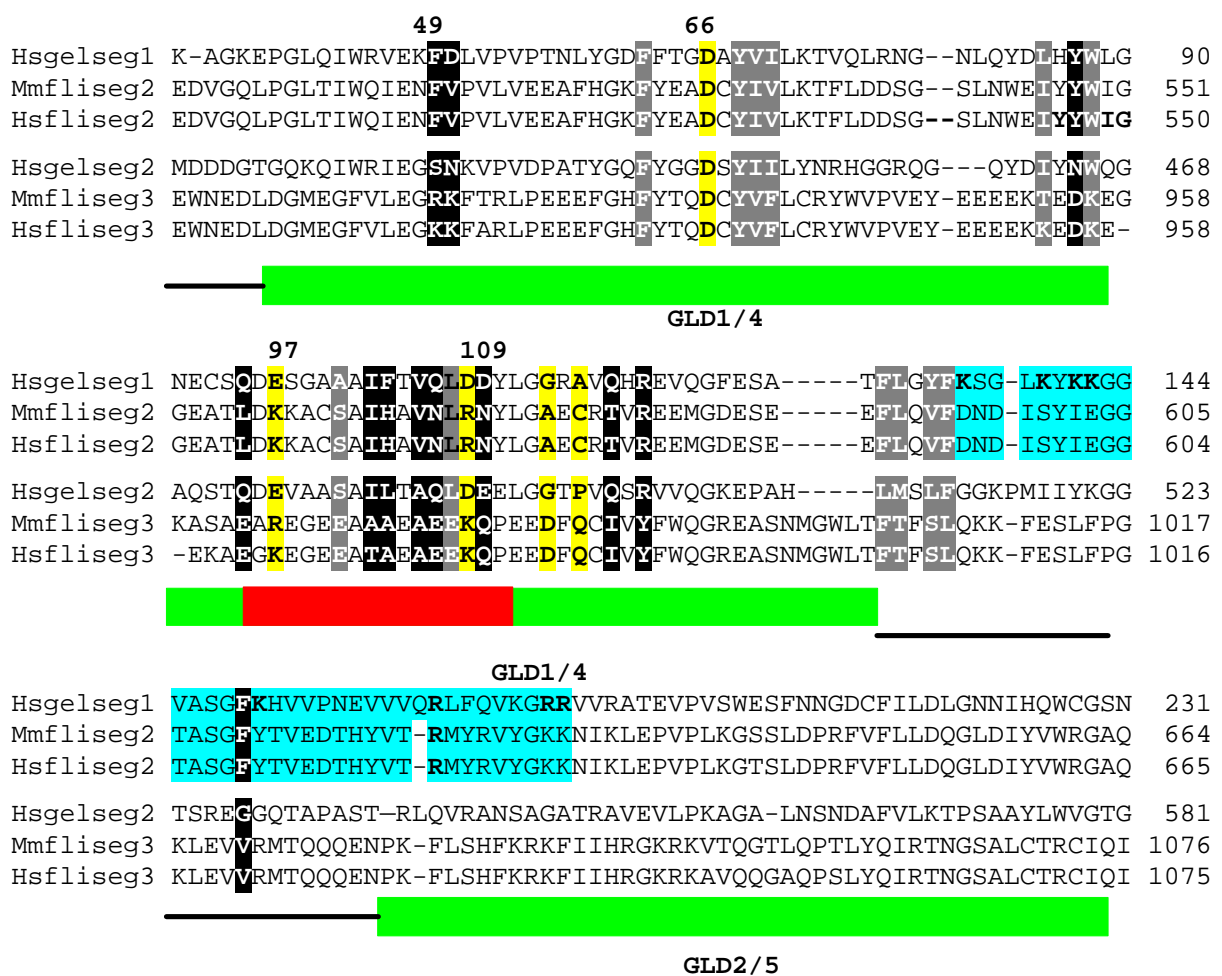 49 66
Hsgelseg1 K-AGKEPGLQIWRVEKFDLVPVPTNLYGDFFTGDAYVILKTVQLRNG--NLQYDLHYWLG 90
Mmfliseg2 EDVGQLPGLTIWQIENFVPVLVEEAFHGKFYEADCYIVLKTFLDDSG--SLNWEIYYWIG 551
Hsfliseg2 EDVGQLPGLTIWQIENFVPVLVEEAFHGKFYEADCYIVLKTFLDDSG--SLNWEIYYWIG 550
Hsgelseg2 MDDDGTGQKQIWRIEGSNKVPVDPATYGQFYGGDSYIILYNRHGGRQG---QYDIYNWQG 468
Mmfliseg3 EWNEDLDGMEGFVLEGRKFTRLPEEEFGHFYTQDCYVFLCRYWVPVEY-EEEEKTEDKEG 958
Hsfliseg3 EWNEDLDGMEGFVLEGKKFARLPEEEFGHFYTQDCYVFLCRYWVPVEY-EEEEKKEDKE- 958
GLD1/4
97 109
Hsgelseg1 NECSQDESGAAAIFTVQLDDYLGGRAVQHREVQGFESA-----TFLGYFKSG-LKYKKGG 144
Mmfliseg2 GEATLDKKACSAIHAVNLRNYLGAECRTVREEMGDESE-----EFLQVFDND-ISYIEGG 605
Hsfliseg2 GEATLDKKACSAIHAVNLRNYLGAECRTVREEMGDESE-----EFLQVFDND-ISYIEGG 604
Hsgelseg2 AQSTQDEVAASAILTAQLDEELGGTPVQSRVVQGKEPAH-----LMSLFGGKPMIIYKGG 523
Mmfliseg3 KASAEAREGEEAAAEAEEKQPEEDFQCIVYFWQGREASNMGWLTFTFSLQKK-FESLFPG 1017
Hsfliseg3 -EKAEGKEGEEATAEAEEKQPEEDFQCIVYFWQGREASNMGWLTFTFSLQKK-FESLFPG 1016
GLD1/4
Hsgelseg1 VASGFKHVVPNEVVVQRLFQVKGRRVVRATEVPVSWESFNNGDCFILDLGNNIHQWCGSN 231
Mmfliseg2 TASGFYTVEDTHYVT-RMYRVYGKKNIKLEPVPLKGSSLDPRFVFLLDQGLDIYVWRGAQ 664
Hsfliseg2 TASGFYTVEDTHYVT-RMYRVYGKKNIKLEPVPLKGTSLDPRFVFLLDQGLDIYVWRGAQ 665
Hsgelseg2 TSREGGQTAPAST—RLQVRANSAGATRAVEVLPKAGA-LNSNDAFVLKTPSAAYLWVGTG 581
Mmfliseg3 KLEVVRMTQQQENPK-FLSHFKRKFIIHRGKRKVTQGTLQPTLYQIRTNGSALCTRCIQI 1076
Hsfliseg3 KLEVVRMTQQQENPK-FLSHFKRKFIIHRGKRKAVQQGAQPSLYQIRTNGSALCTRCIQI 1075
GLD2/5